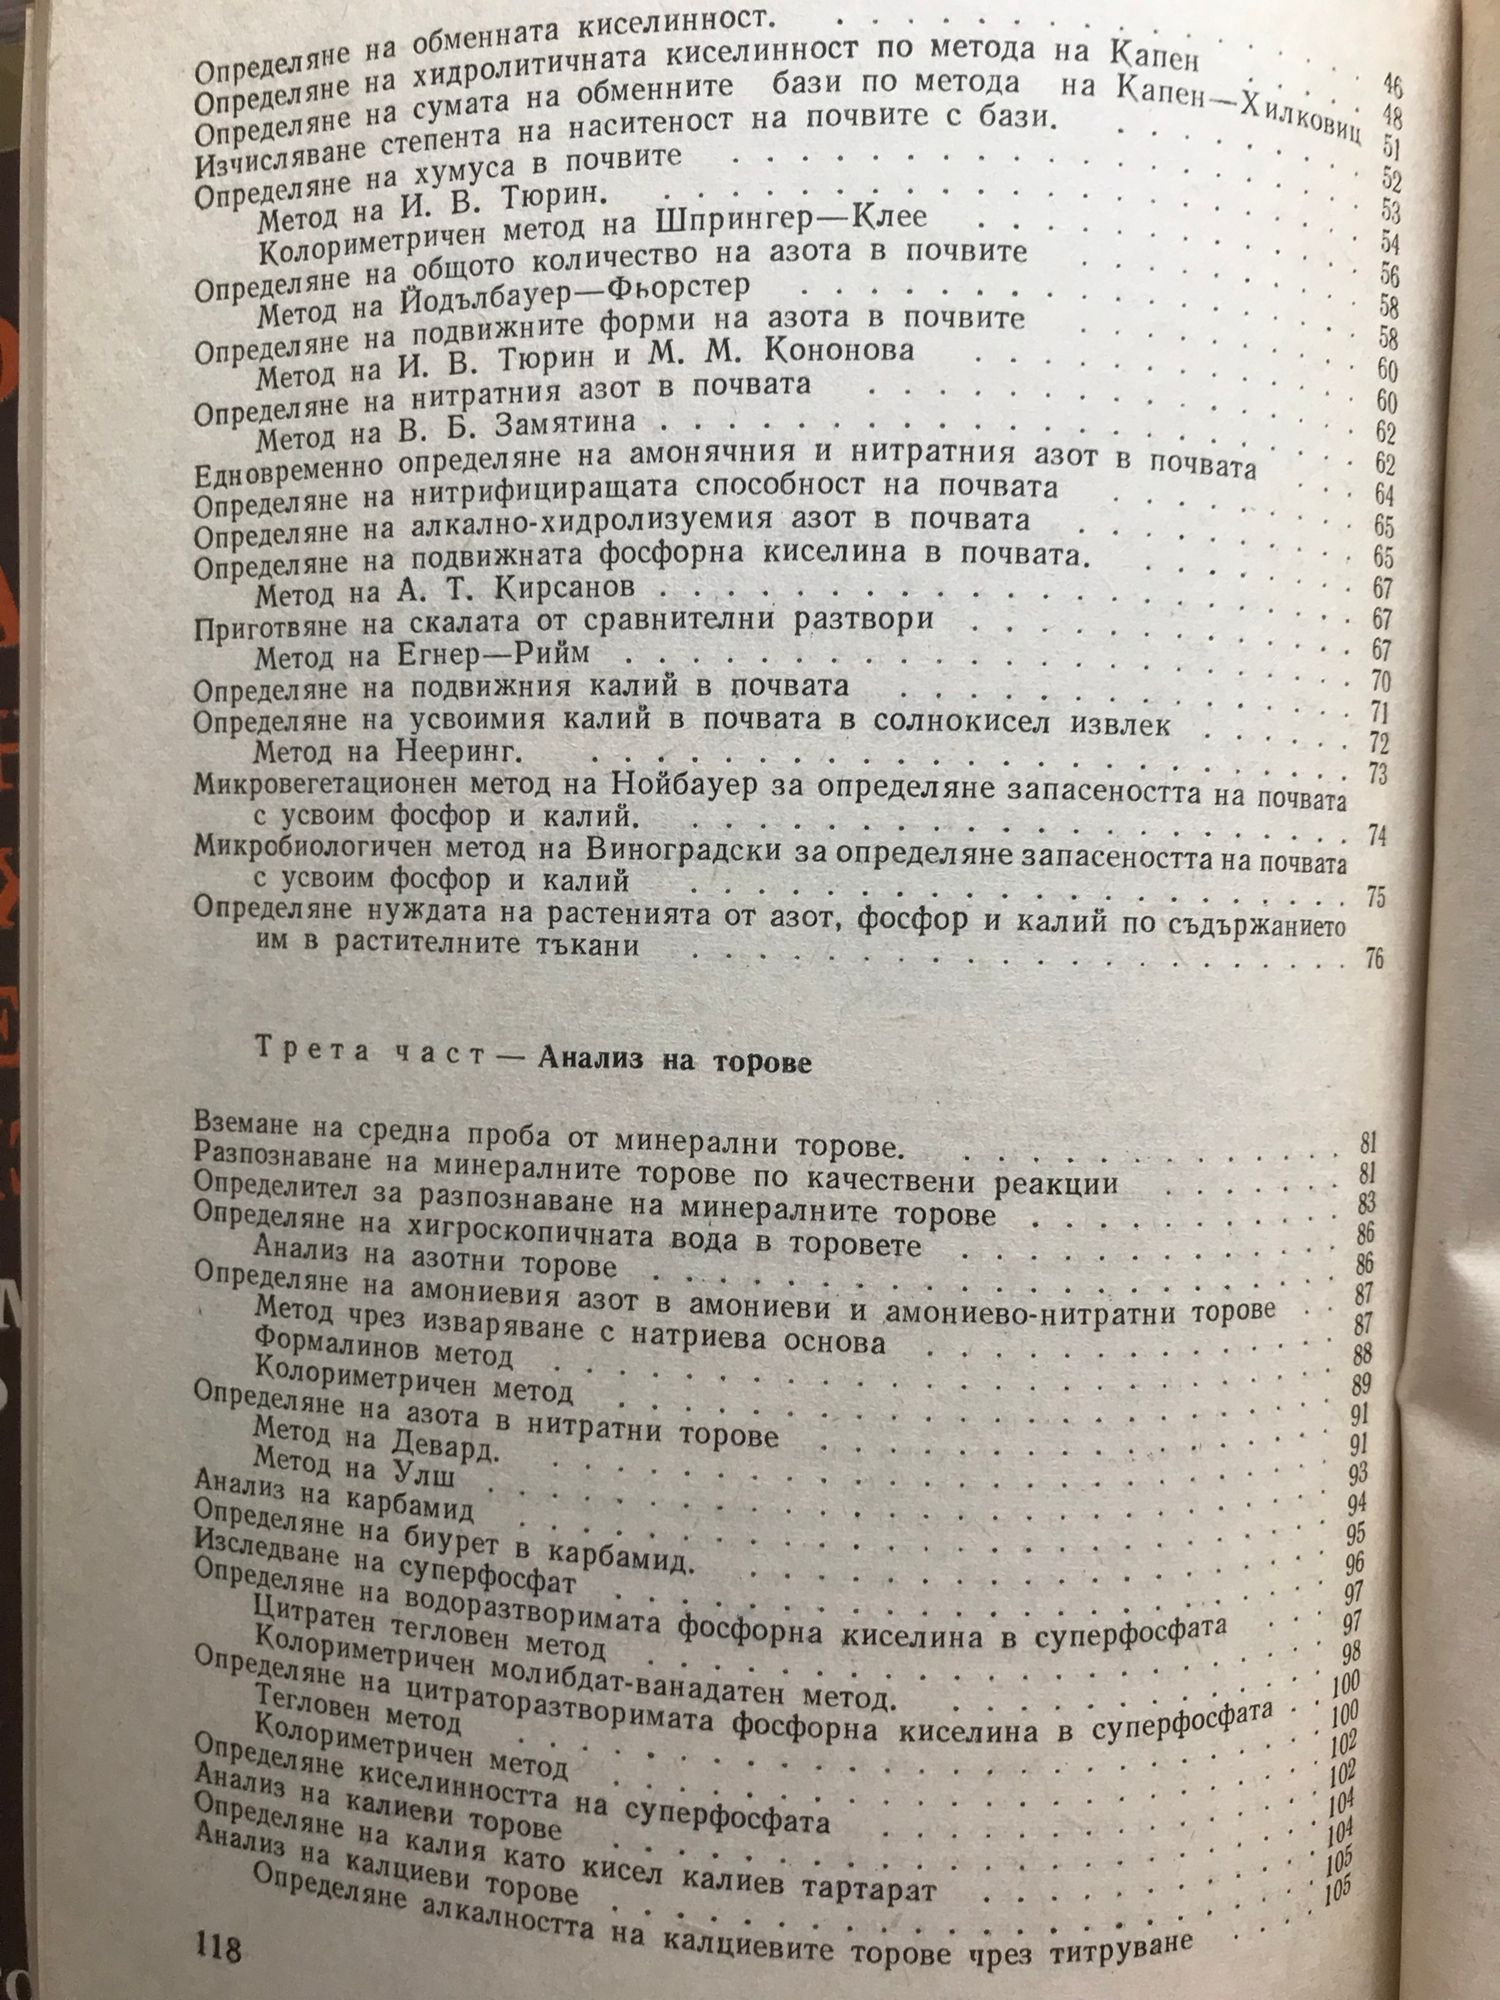 Определяне на обменната киселинност. . . . . . . . . . 46
Определяне на хидролитичната киселинност по метода на Капен . . . 48
Определяне на сумата на обменните бази по метода на Капен—Хилковиц 51
Изчисляване степента на наситеност на почвите с бази. . . . . . . 52
Определяне на хумуса в почвите . . . . . . . . . . 53
Метод на И. В. Тюрин. . . . . . . . . . 54
Колориметричен метод на Шпрингер—Клее . . . . . . . 56
Определяне на общото количество на азота в почвите . . . . . . 58
Метод на Йодълбауер—Фьорстер . . . . . . . . . . 58
Определяне на подвижните форми на азота в почвите . . . . . . 60
Метод на И. В. Тюрин и М. М. Кононова . . . . . . . 60
Определяне на нитратния азот в почвата . . . . . . . . 62
Метод на В. Б. Замятина . . . . . . . . . . 62
Едновременно определяне на амонячния и нитратния азот в почвата . . . 64
Определяне на нитрифициращата способност на почвата . . . . . 65
Определяне на алкално-хидролизуемия азот в почвата . . . . . . 65
Определяне на подвижната фосфорна киселина в почвата. . . . . . 67
Метод на А. Т. Кирсанов . . . . . . . . . . 67
Приготвяне на скалата от сравнителни разтвори . . . . . . . 67
Метод на Егнер—Рийм . . . . . . . . . . 70
Определяне на подвижния калий в почвата . . . . . . . . 71
Определяне на усвоимия калий в почвата в солнокисел извлек . . . . . 72
Метод на Нееринг. . . . . . . . . . . 73
Микровегетационен метод на Нойбауер за определяне запасеността на почвата
с усвоим фосфор и калий. . . . . . . . . . 74
Микробиологичен метод на Виноградски за определяне запасеността на почвата
с усвоим фосфор и калий . . . . . . . . . . 75
Определяне нуждата на растенията от азот, фосфор и калий по съдържанието
им в растителните тъкани . . . . . . . . . . 76
Трета част — Анализ на торове
Вземане на средна проба от минерални торове. . . . . . . . 81
Разпознаване на минералните торове по качествени реакции . . . . . 81
Определител за разпознаване на минералните торове . . . . . . . 83
Определяне на хигроскопичната вода в торовете . . . . . . . . 86
Анализ на азотни торове . . . . . . . . . . 86
Определяне на амониевия азот в амониеви и амониево-нитратни торове . . 87
Метод чрез изваряване с натриева основа . . . . . . . . 87
Формалинов метод . . . . . . . . . . 88
Колориметричен метод . . . . . . . . . . 89
Определяне на азота в нитратни торове . . . . . . . . . 91
Метод на Девард. . . . . . . . . . . 91
Метод на Улш . . . . . . . . . . 93
Анализ на карбамид . . . . . . . . . . 94
Определяне на биурет в карбамид. . . . . . . . . . 95
Изследване на суперфосфат . . . . . . . . . . 96
Определяне на водоразтворимата фосфорна киселина в суперфосфата . . . 97
Цитратен тегловен метод . . . . . . . . . . 97
Колориметричен молибдат-ванадатен метод. . . . . . . . 98
Определяне на цитраторазтворимата фосфорна киселина в суперфосфата . 100
Тегловен метод . . . . . . . . . . 100
Колориметричен метод . . . . . . . . . . 102
Определяне киселинността на суперфосфата . . . . . . . . 102
Анализ на калиеви торове . . . . . . . . . . 104
Определяне на калия като кисел калиев тартарат . . . . . . . 104
Анализ на калциеви торове . . . . . . . . . . 105
Определяне алкалността на калциевите торове чрез титруване . . . 105
118